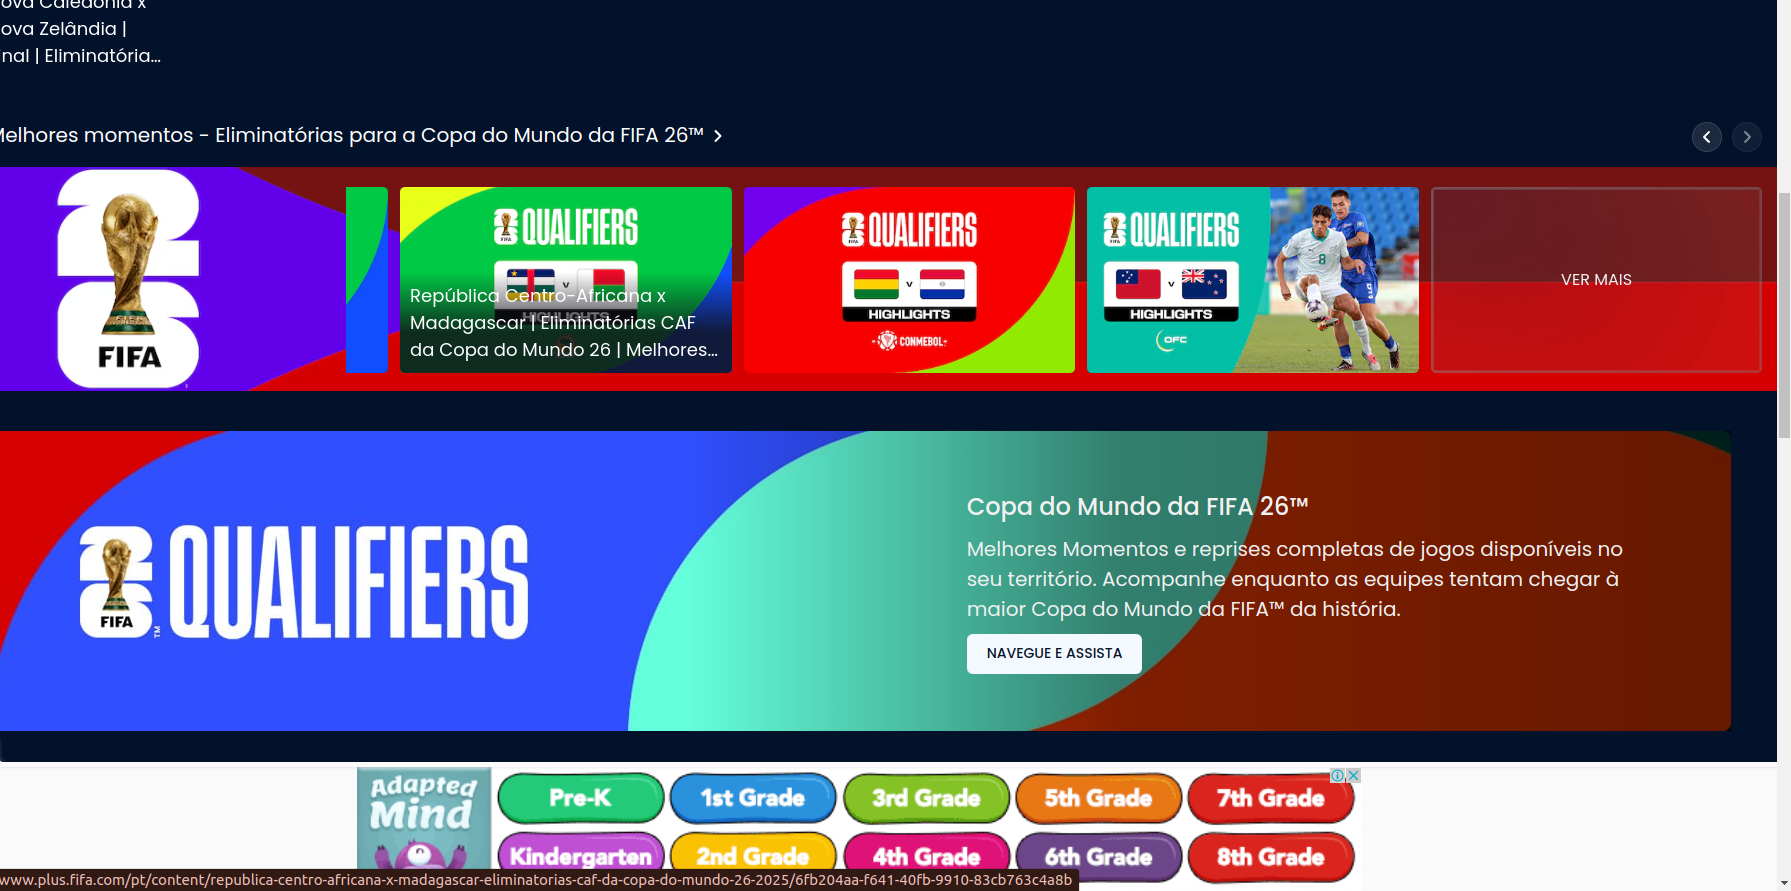 ova Caledônia x
ova Zelândia |
nal | Eliminatória...
Melhores momentos - Eliminatórias para a Copa do Mundo da FIFA 26™ >
FIFA
FIFA
QUALIFIERS
v
HIGHLIGHTS
República Centro-Africana x
Madagascar | Eliminatórias CAF
da Copa do Mundo 26 | Melhores...
FIFA
QUALIFIERS
v
HIGHLIGHTS
CONMEBOL
FIFA
QUALIFIERS
v
HIGHLIGHTS
OFC
8
VER MAIS
FIFA
™
QUALIFIERS
Copa do Mundo da FIFA 26™
Melhores Momentos e reprises completas de jogos disponíveis no
seu território. Acompanhe enquanto as equipes tentam chegar à
maior Copa do Mundo da FIFA™ da história.
NAVEGUE E ASSISTA
Adapted
Mind
Pre-K
1st Grade
3rd Grade
5th Grade
7th Grade
Kindergarten
2nd Grade
4th Grade
6th Grade
8th Grade
www.plus.fifa.com/pt/content/republica-centro-africana-x-madagascar-eliminatorias-caf-da-copa-do-mundo-26-2025/6fb204aa-f641-40fb-9910-83cb763c4a8b